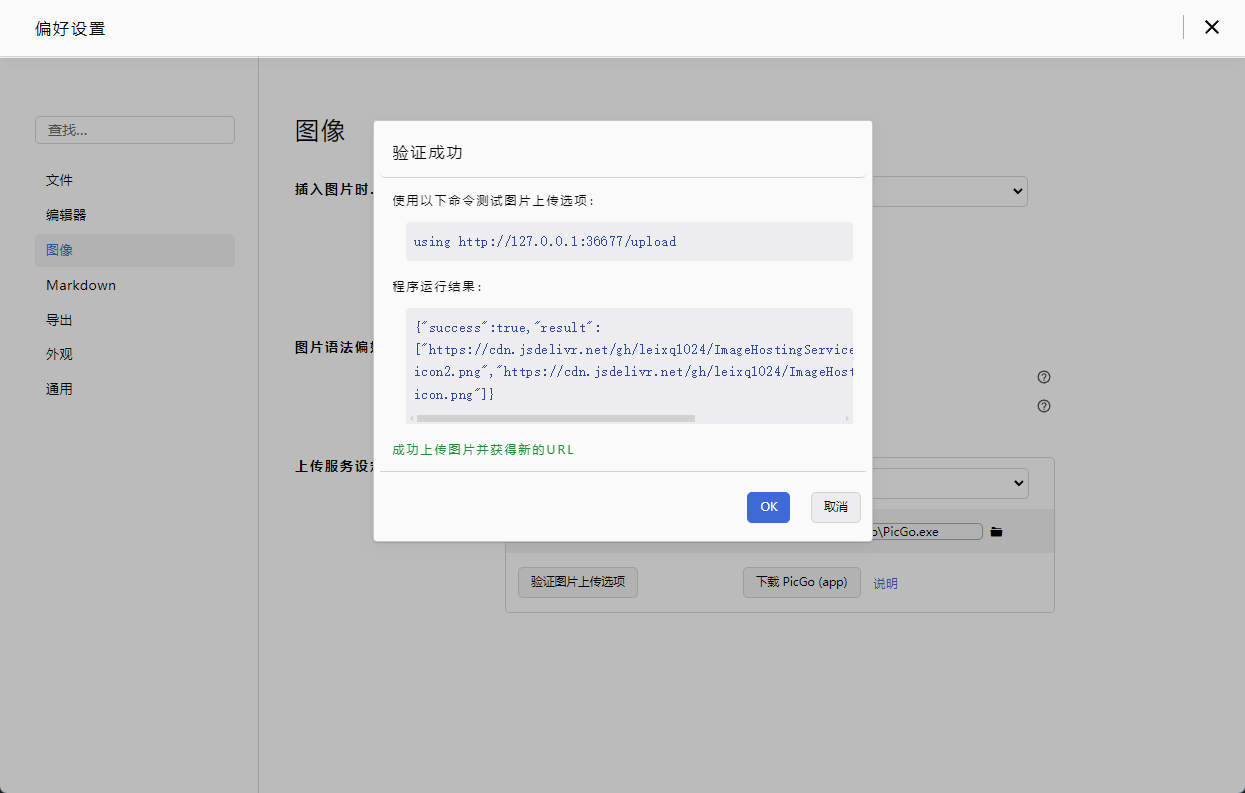 偏好设置
查找...
文件
编辑器
图像
Markdown
导出
外观
通用
图像
插入图片时
图片语法偏
上传服务设
验证成功
使用以下命令测试图片上传选项:
using http://127.0.0.1:36677/upload
程序运行结果:
{"success":true,"result":
["https://cdn.jsdelivr.net/gh/leixq1024/ImageHostingService
icon2.png","https://cdn.jsdelivr.net/gh/leixq1024/ImageHost
icon.png"]}
成功上传图片并获得新的URL
OK
取消
\PicGo.exe
验证图片上传选项
下载 PicGo (app)
说明